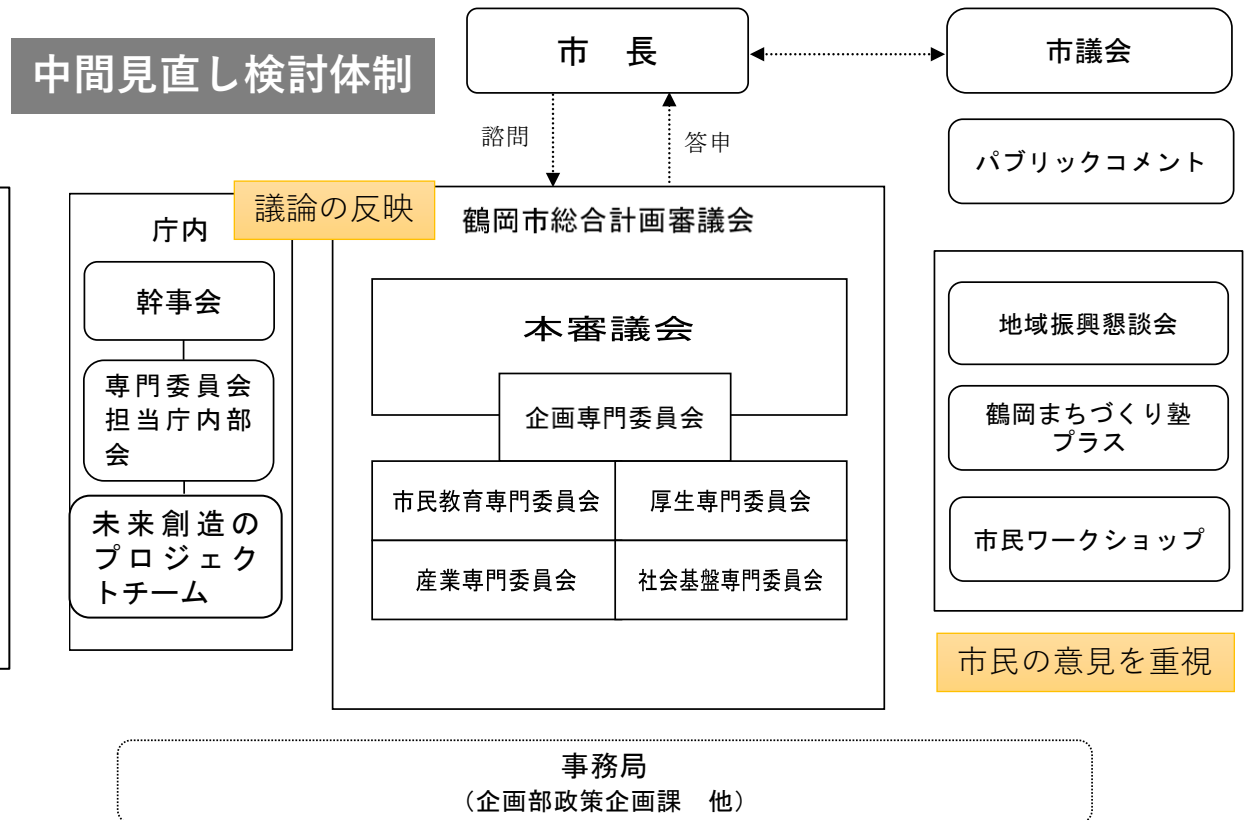 中間見直し検討体制
市　長
市議会
諮問
答申
パブリックコメント
庁内
議論の反映
鶴岡市総合計画審議会
幹事会
専門委員会
担当庁内部
会
未来創造の
プロジェク
トチーム
本審議会
企画専門委員会
市民教育専門委員会
厚生専門委員会
産業専門委員会
社会基盤専門委員会
地域振興懇談会
鶴岡まちづくり塾
プラス
市民ワークショップ
市民の意見を重視
事務局
（企画部政策企画課　他）